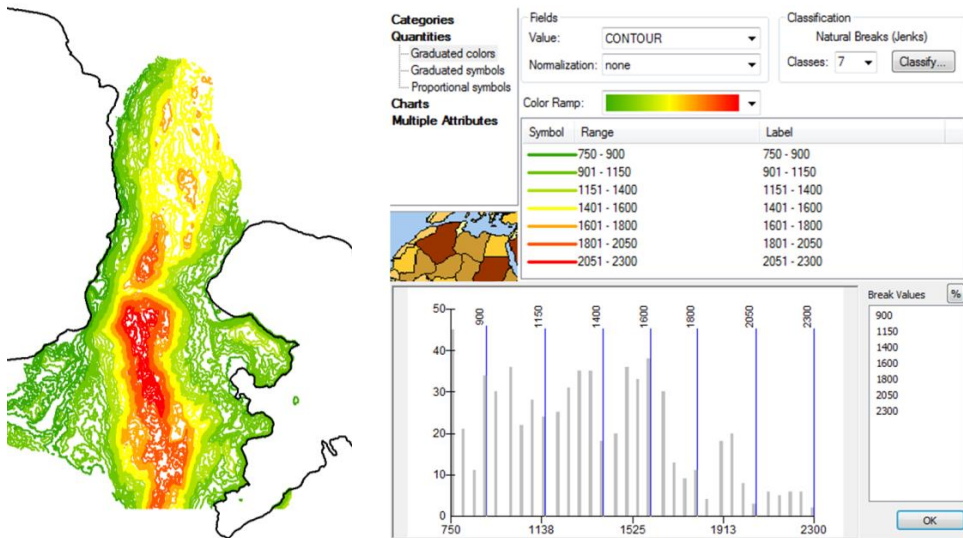 Categories
Quantities
Graduated colors
Graduated symbols
Proportional symbols
Charts
Multiple Attributes
Fields
Value: CONTOUR
Normalization: none
Classification
Natural Breaks (Jenks)
Classes: 7 Classify...
Color Ramp:
Symbol Range Label
750 - 900 750 - 900
901 - 1150 901 - 1150
1151 - 1400 1151 - 1400
1401 - 1600 1401 - 1600
1601 - 1800 1601 - 1800
1801 - 2050 1801 - 2050
2051 - 2300 2051 - 2300
50
40
30
20
10
0
900 1150 1400 1600 1800 2050 2300
750 1138 1525 1913 2300
Break Values %
900
1150
1400
1600
1800
2050
2300
OK